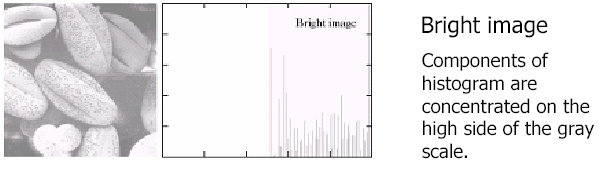 Bright image
Bright image
Components of
histogram are
concentrated on the
high side of the gray
scale.